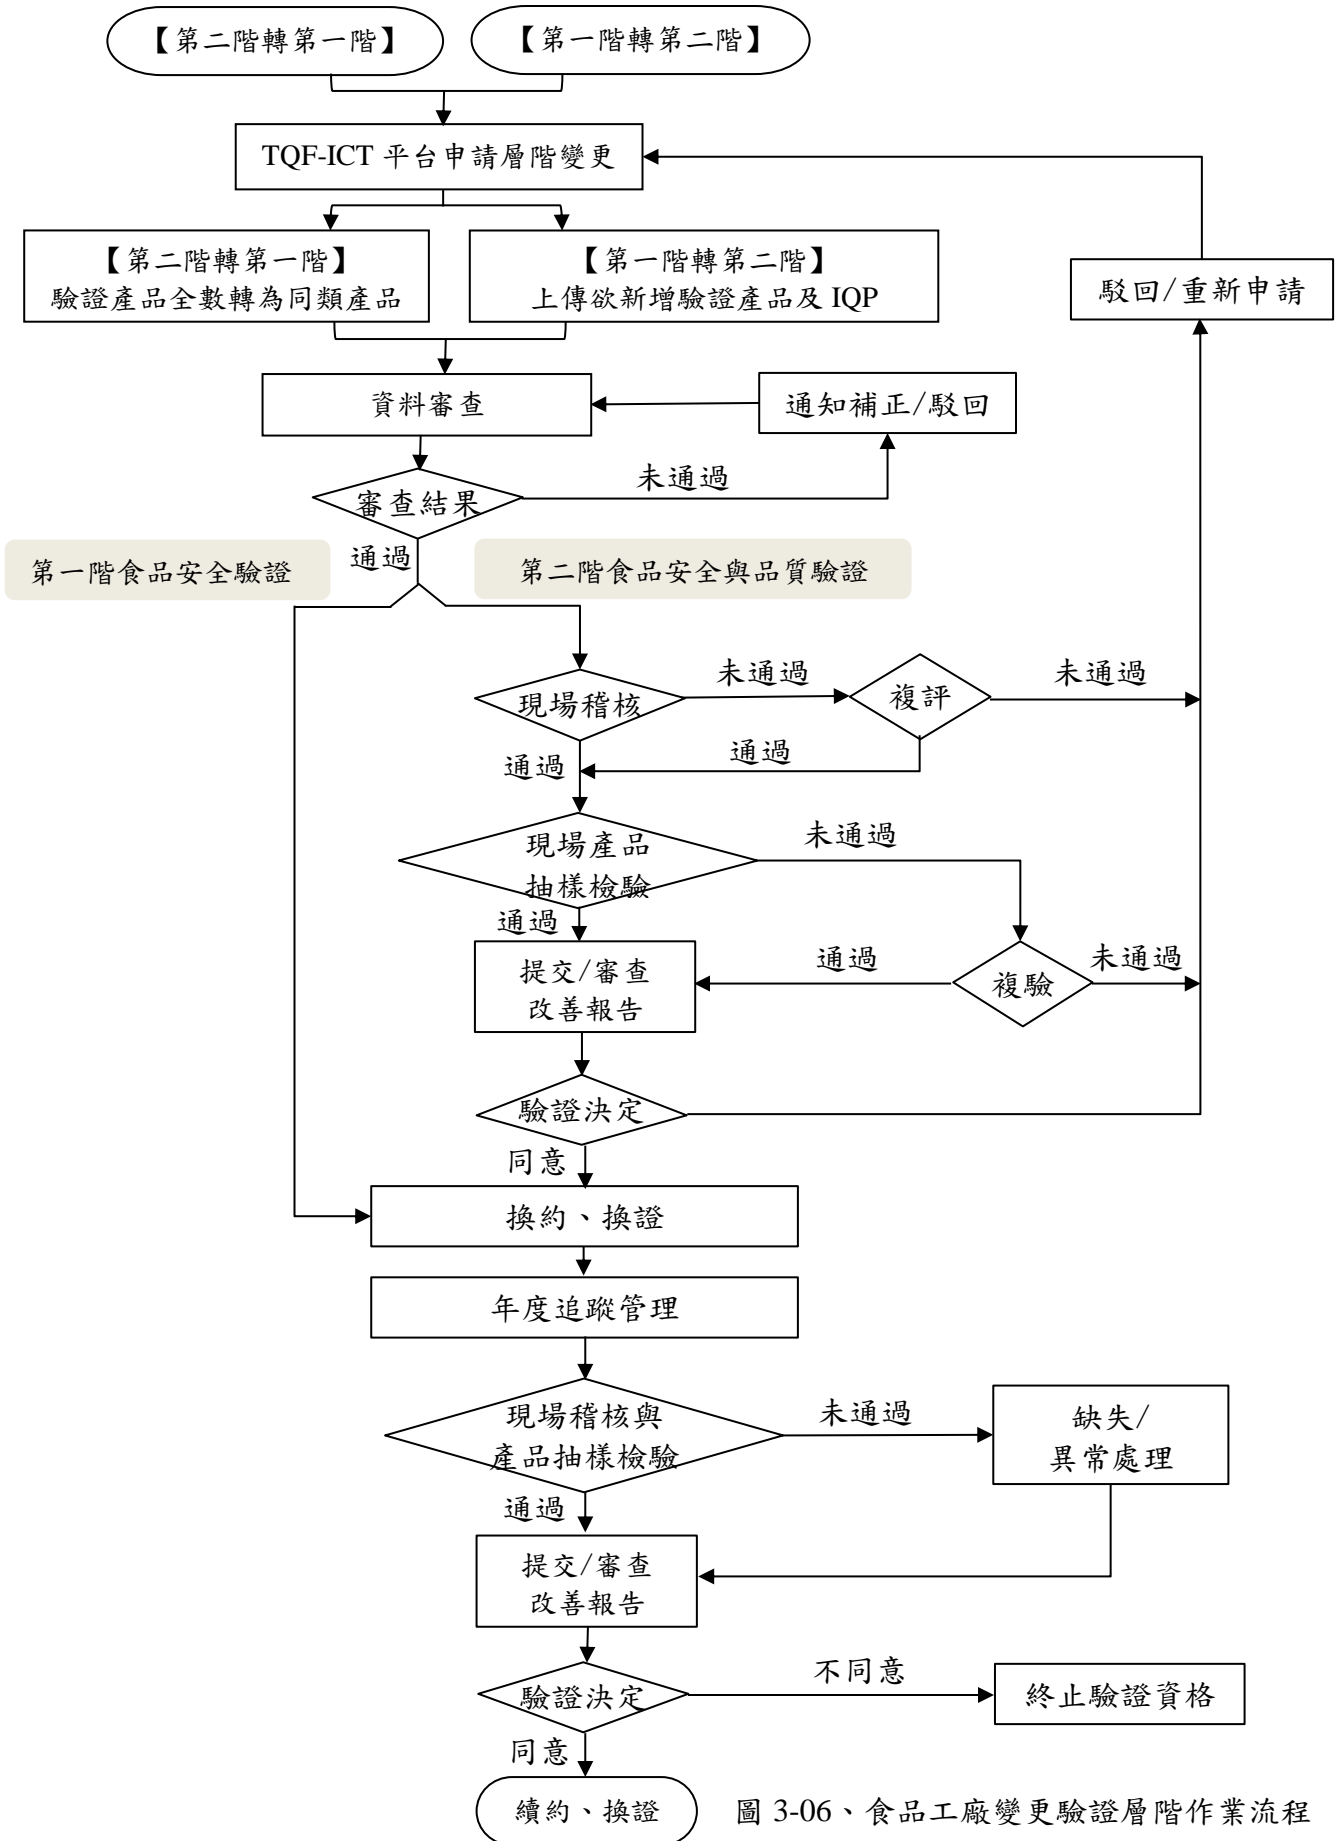 【第二階轉第一階】
【第一階轉第二階】
TQF-ICT 平台申請層階變更
【第二階轉第一階】
驗證產品全數轉為同類產品
【第一階轉第二階】
上傳欲新增驗證產品及 IQP
駁回/重新申請
資料審查
通知補正/駁回
審查結果
未通過
通過
第一階食品安全驗證
第二階食品安全與品質驗證
現場稽核
未通過
複評
未通過
通過
通過
現場產品
抽樣檢驗
未通過
通過
提交/審查
改善報告
通過
複驗
未通過
驗證決定
同意
換約、換證
年度追蹤管理
現場稽核與
產品抽樣檢驗
未通過
缺失/
異常處理
通過
提交/審查
改善報告
驗證決定
不同意
終止驗證資格
同意
續約、換證
圖 3-06、食品工廠變更驗證層階作業流程